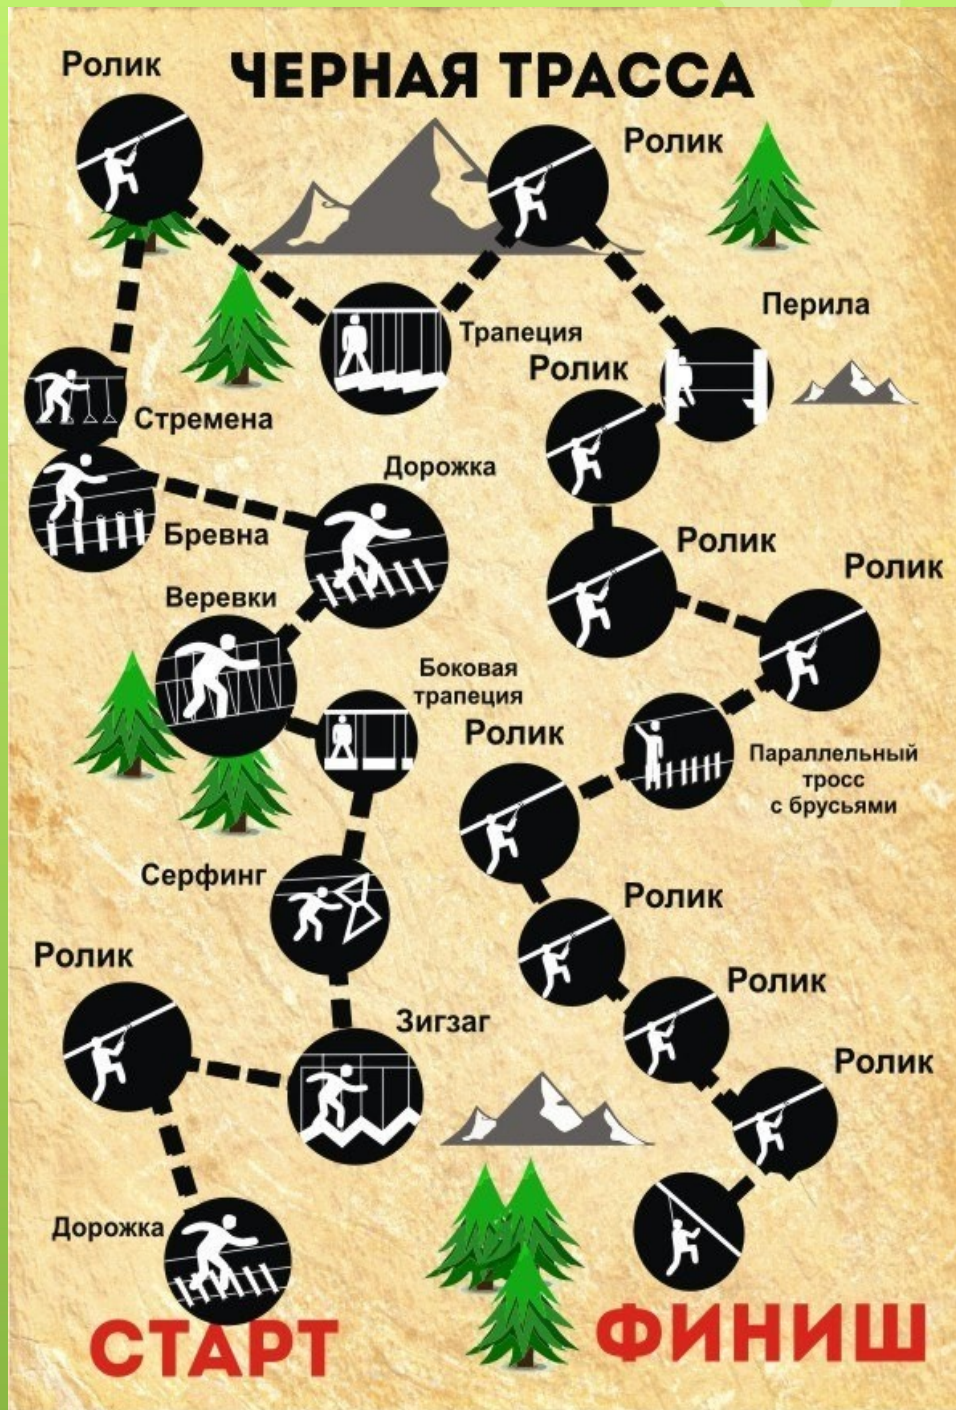 Ролик
ЧЕРНАЯ ТРАССА
Ролик
Перила
Трапеция
Ролик
Стремена
Дорожка
Бревна
Ролик
Ролик
Веревки
Боковая
трапеция
Ролик
Параллельный
тросс
с брусьями
Серфинг
Ролик
Ролик
Ролик
Зигзаг
Ролик
Дорожка
СТАРТ
ФИНИШ